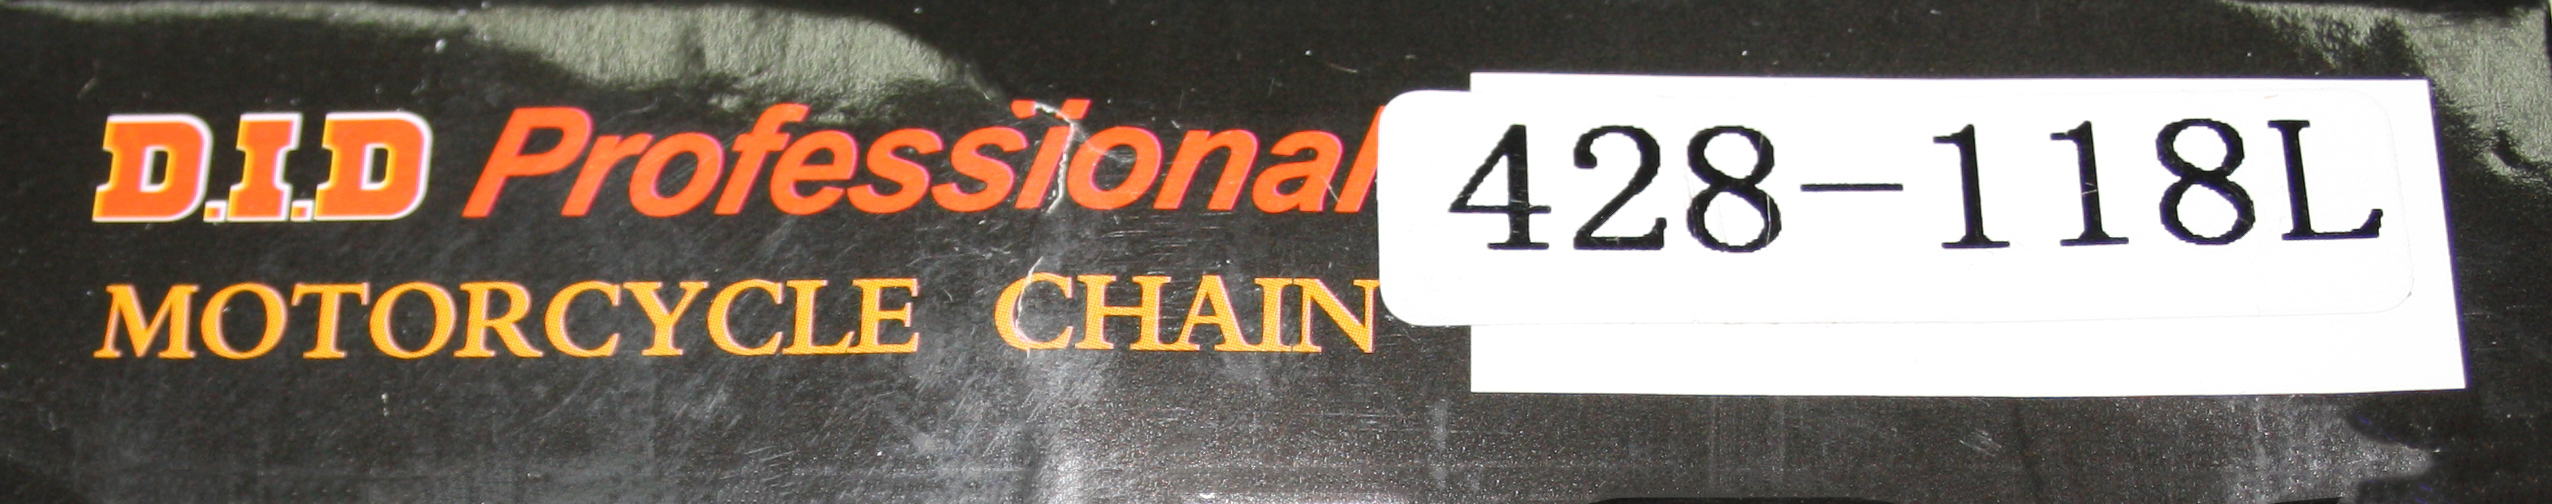 D.I.D Professional 428-118L
MOTORCYCLE CHAIN